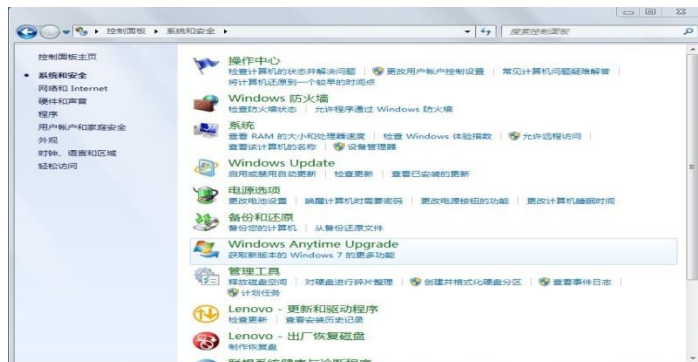 控制面板 ▸ 系统和安全 ▸
搜索控制面板
控制面板主页
系统和安全
网络和 Internet
硬件和声音
程序
用户帐户和家庭安全
外观
时钟、语言和区域
轻松访问
操作中心
检查计算机的状态并解决问题
更改用户帐户控制设置
常见计算机问题疑难解答
将计算机还原到一个较早的时间点
Windows 防火墙
检查防火墙状态
允许程序通过 Windows 防火墙
系统
查看 RAM 的大小和处理器速度
检查 Windows 体验指数
允许远程访问
查看该计算机的名称
设备管理器
Windows Update
启用或禁用自动更新
检查更新
查看已安装的更新
电源选项
更改电池设置
唤醒计算机时需要密码
更改电源按钮的功能
更改计算机睡眠时间
备份和还原
备份您的计算机
从备份还原文件
Windows Anytime Upgrade
获取新版本的 Windows 7 的更多功能
管理工具
释放磁盘空间
对硬盘进行碎片整理
创建并格式化硬盘分区
查看事件日志
计划任务
Lenovo - 更新和驱动程序
检查更新
查看安装历史记录
Lenovo - 出厂恢复磁盘
制作恢复盘